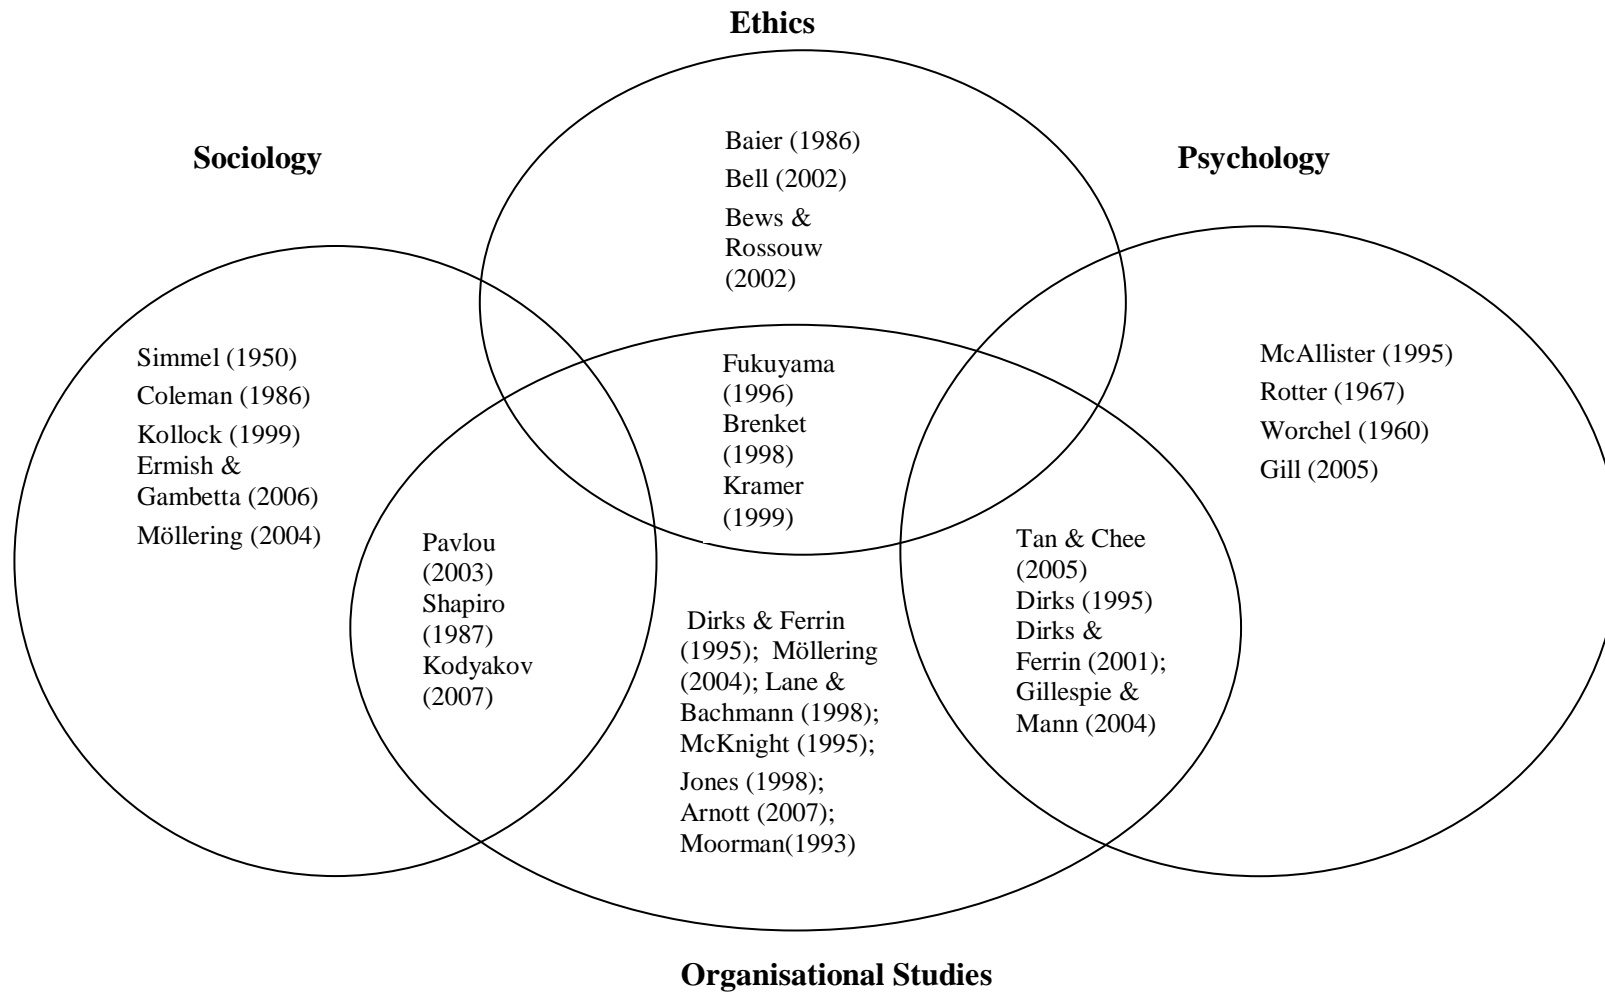 Ethics
Sociology
Psychology
Baier (1986)
Bell (2002)
Bews &
Rossouw
(2002)
Simmel (1950)
Coleman (1986)
Kollock (1999)
Ermish &
Gambetta (2006)
Möllering (2004)
Fukuyama
(1996)
Brenket
(1998)
Kramer
(1999)
McAllister (1995)
Rotter (1967)
Worchel (1960)
Gill (2005)
Pavlou
(2003)
Shapiro
(1987)
Kodyakov
(2007)
Dirks & Ferrin
(1995); Möllering
(2004); Lane &
Bachmann (1998);
McKnight (1995);
Jones (1998);
Arnott (2007);
Moorman(1993)
Tan & Chee
(2005)
Dirks (1995)
Dirks &
Ferrin (2001);
Gillespie &
Mann (2004)
Organisational Studies